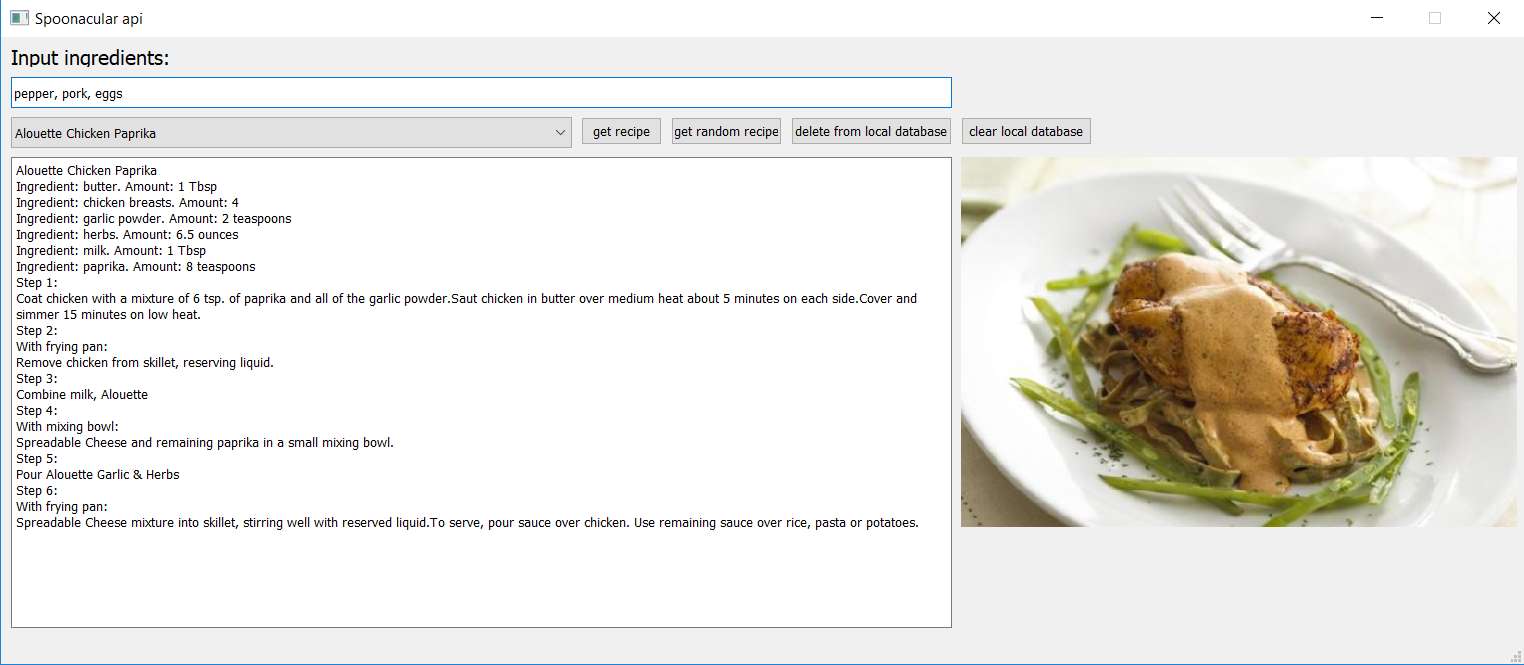 Spoonacular api
Input ingredients:
pepper, pork, eggs
Alouette Chicken Paprika
get recipe
get random recipe
delete from local database
clear local database
Alouette Chicken Paprika
Ingredient: butter. Amount: 1 Tbsp
Ingredient: chicken breasts. Amount: 4
Ingredient: garlic powder. Amount: 2 teaspoons
Ingredient: herbs. Amount: 6.5 ounces
Ingredient: milk. Amount: 1 Tbsp
Ingredient: paprika. Amount: 8 teaspoons
Step 1:
Coat chicken with a mixture of 6 tsp. of paprika and all of the garlic powder.Saut chicken in butter over medium heat about 5 minutes on each side.Cover and
simmer 15 minutes on low heat.
Step 2:
With frying pan:
Remove chicken from skillet, reserving liquid.
Step 3:
Combine milk, Alouette
Step 4:
With mixing bowl:
Spreadable Cheese and remaining paprika in a small mixing bowl.
Step 5:
Pour Alouette Garlic & Herbs
Step 6:
With frying pan:
Spreadable Cheese mixture into skillet, stirring well with reserved liquid.To serve, pour sauce over chicken. Use remaining sauce over rice, pasta or potatoes.